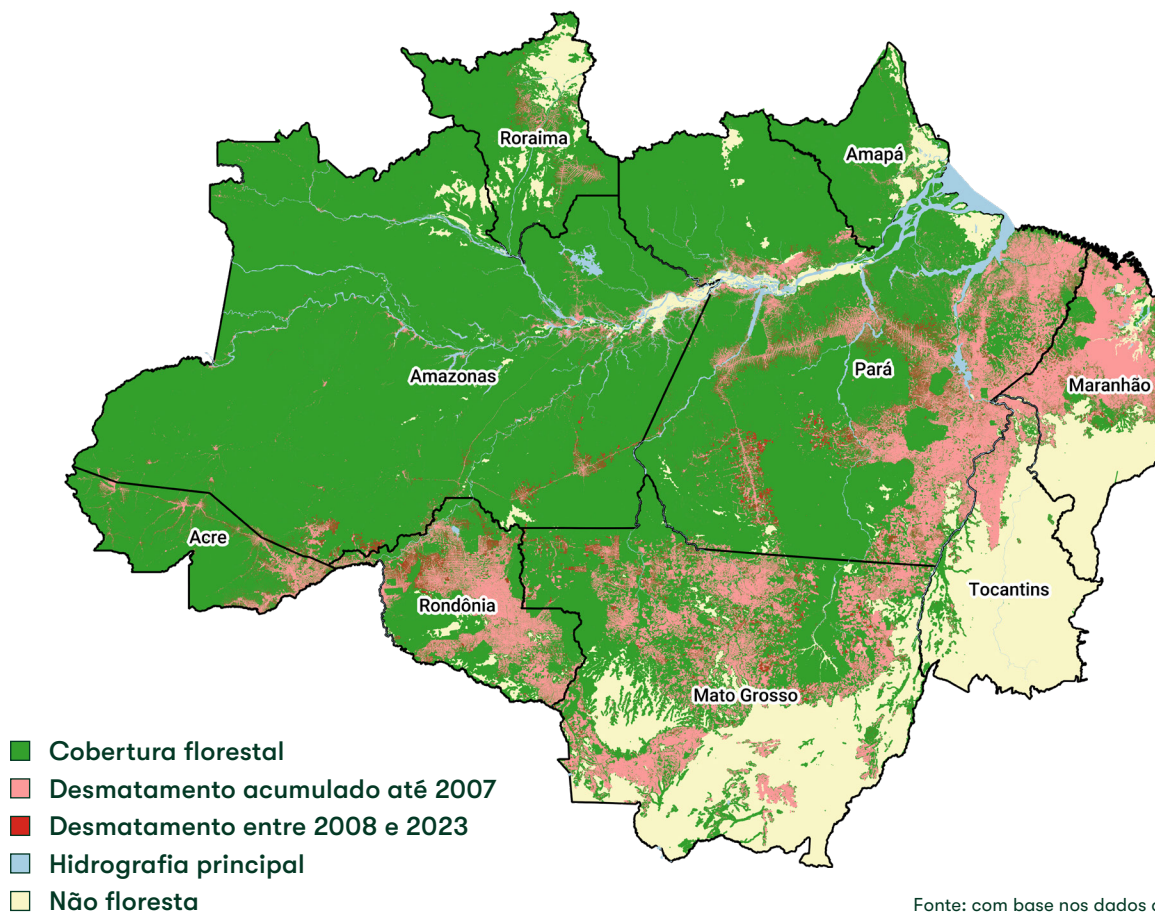 Roraima
Amapá
Amazonas
Pará
Maranhão
Acre
Rondônia
Tocantins
Mato Grosso
Cobertura florestal
Desmatamento acumulado até 2007
Desmatamento entre 2008 e 2023
Hidrografia principal
Não floresta
Fonte: com base nos dados